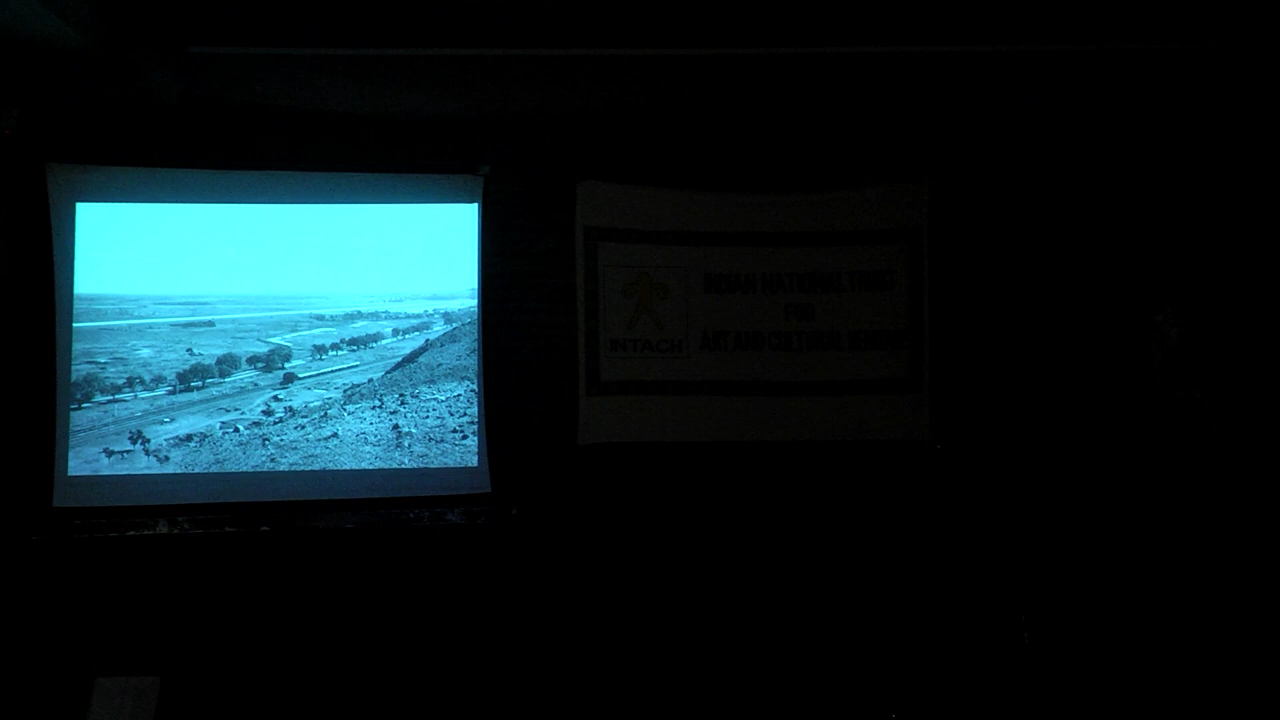 INTACH
INDIAN NATIONAL TRUST
FOR
ART AND CULTURAL HERITAGE